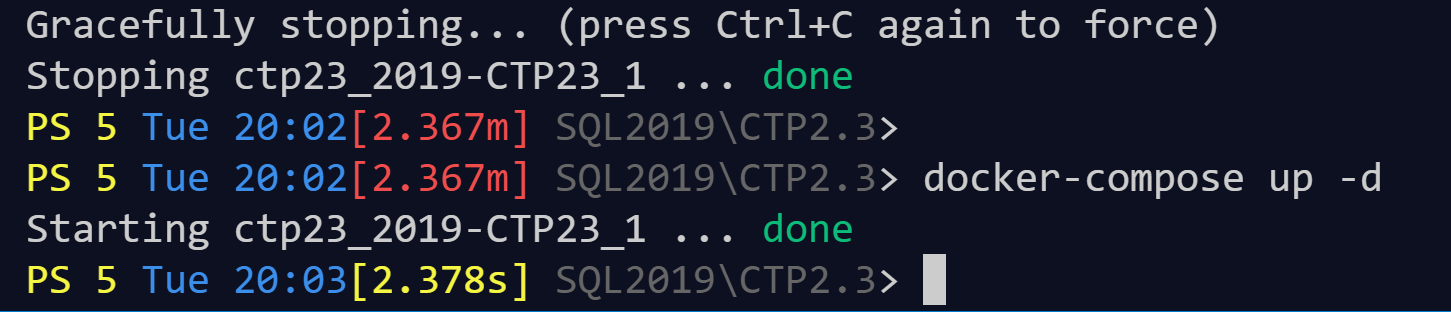 Gracefully stopping... (press Ctrl+C again to force)
Stopping ctp23_2019-CTP23_1 ... done
PS 5 Tue 20:02[2.367m] SQL2019\CTP2.3>
PS 5 Tue 20:02[2.367m] SQL2019\CTP2.3> docker-compose up -d
Starting ctp23_2019-CTP23_1 ... done
PS 5 Tue 20:03[2.378s] SQL2019\CTP2.3>